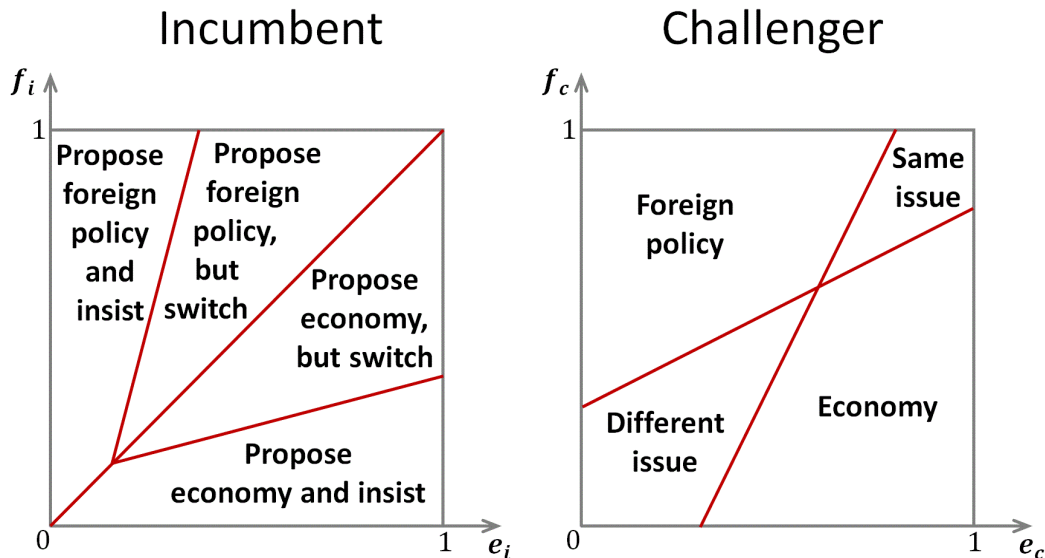 Incumbent
f_i
1
Propose
foreign
policy
and
insist
Propose
foreign
policy,
but
switch
Propose
economy,
but switch
Propose
economy and insist
0
1
e_i
Challenger
f_c
1
Same
issue
Foreign
policy
Different
issue
Economy
0
1
e_c